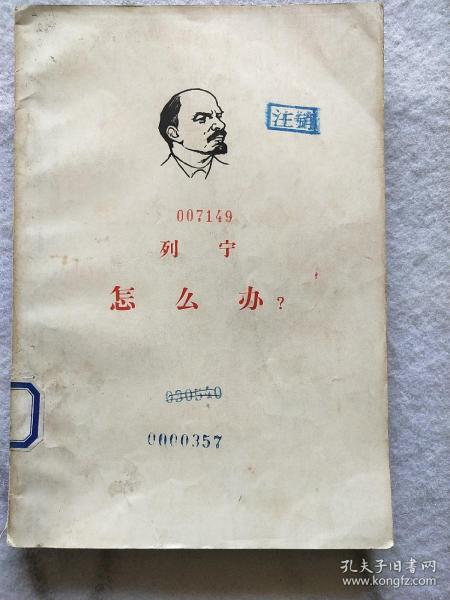 注销
007149
列宁
怎么办?
030540
0000357
孔夫子旧书网
www.kongfz.com